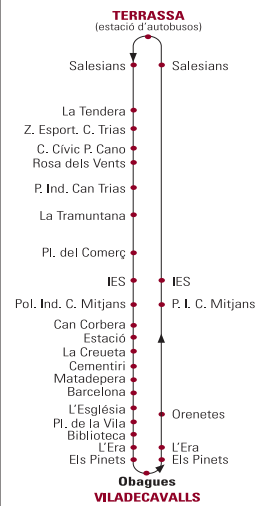 TERRASSA
(estació d'autobusos)
Salesians
Salesians
La Tendera
Z. Esport. C. Trias
C. Cívic P. Cano
Rosa dels Vents
P. Ind. Can Trias
La Tramuntana
Pl. del Comerç
IES
IES
Pol. Ind. C. Mitjans
P. I. C. Mitjans
Can Corbera
Estació
La Creueta
Cementiri
Matadepera
Barcelona
L'Església
Orenetes
Pl. de la Vila
Biblioteca
L'Era
L'Era
Els Pinets
Els Pinets
Obagues
VILADECAVALLS